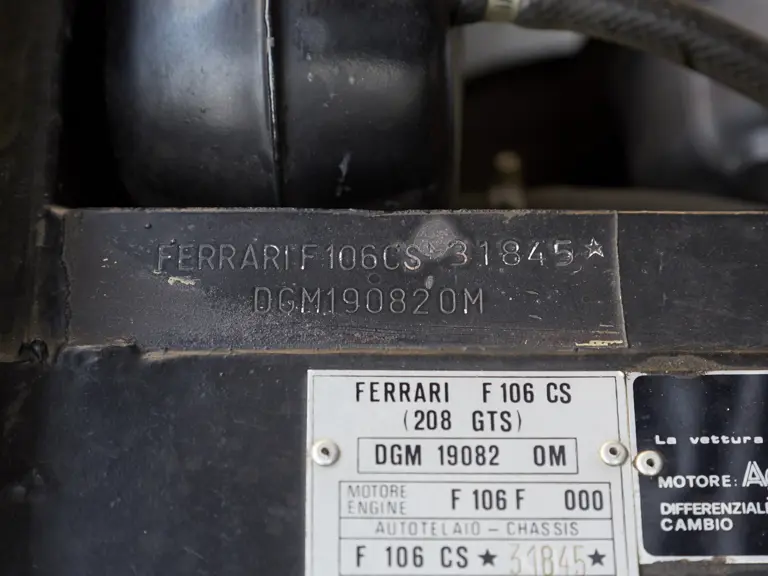 FERRARI F106CS*31845☆
DGM19082OM
FERRARI F 106 CS
(208 GTS)
DGM 19082 OM
MOTORE
ENGINE
F 106 F 000
AUTOTELAIO – CHASSIS
F 106 CS ★ 31845 ★
La vettura
MOTORE:
DIFFERENZIALE
CAMBIO